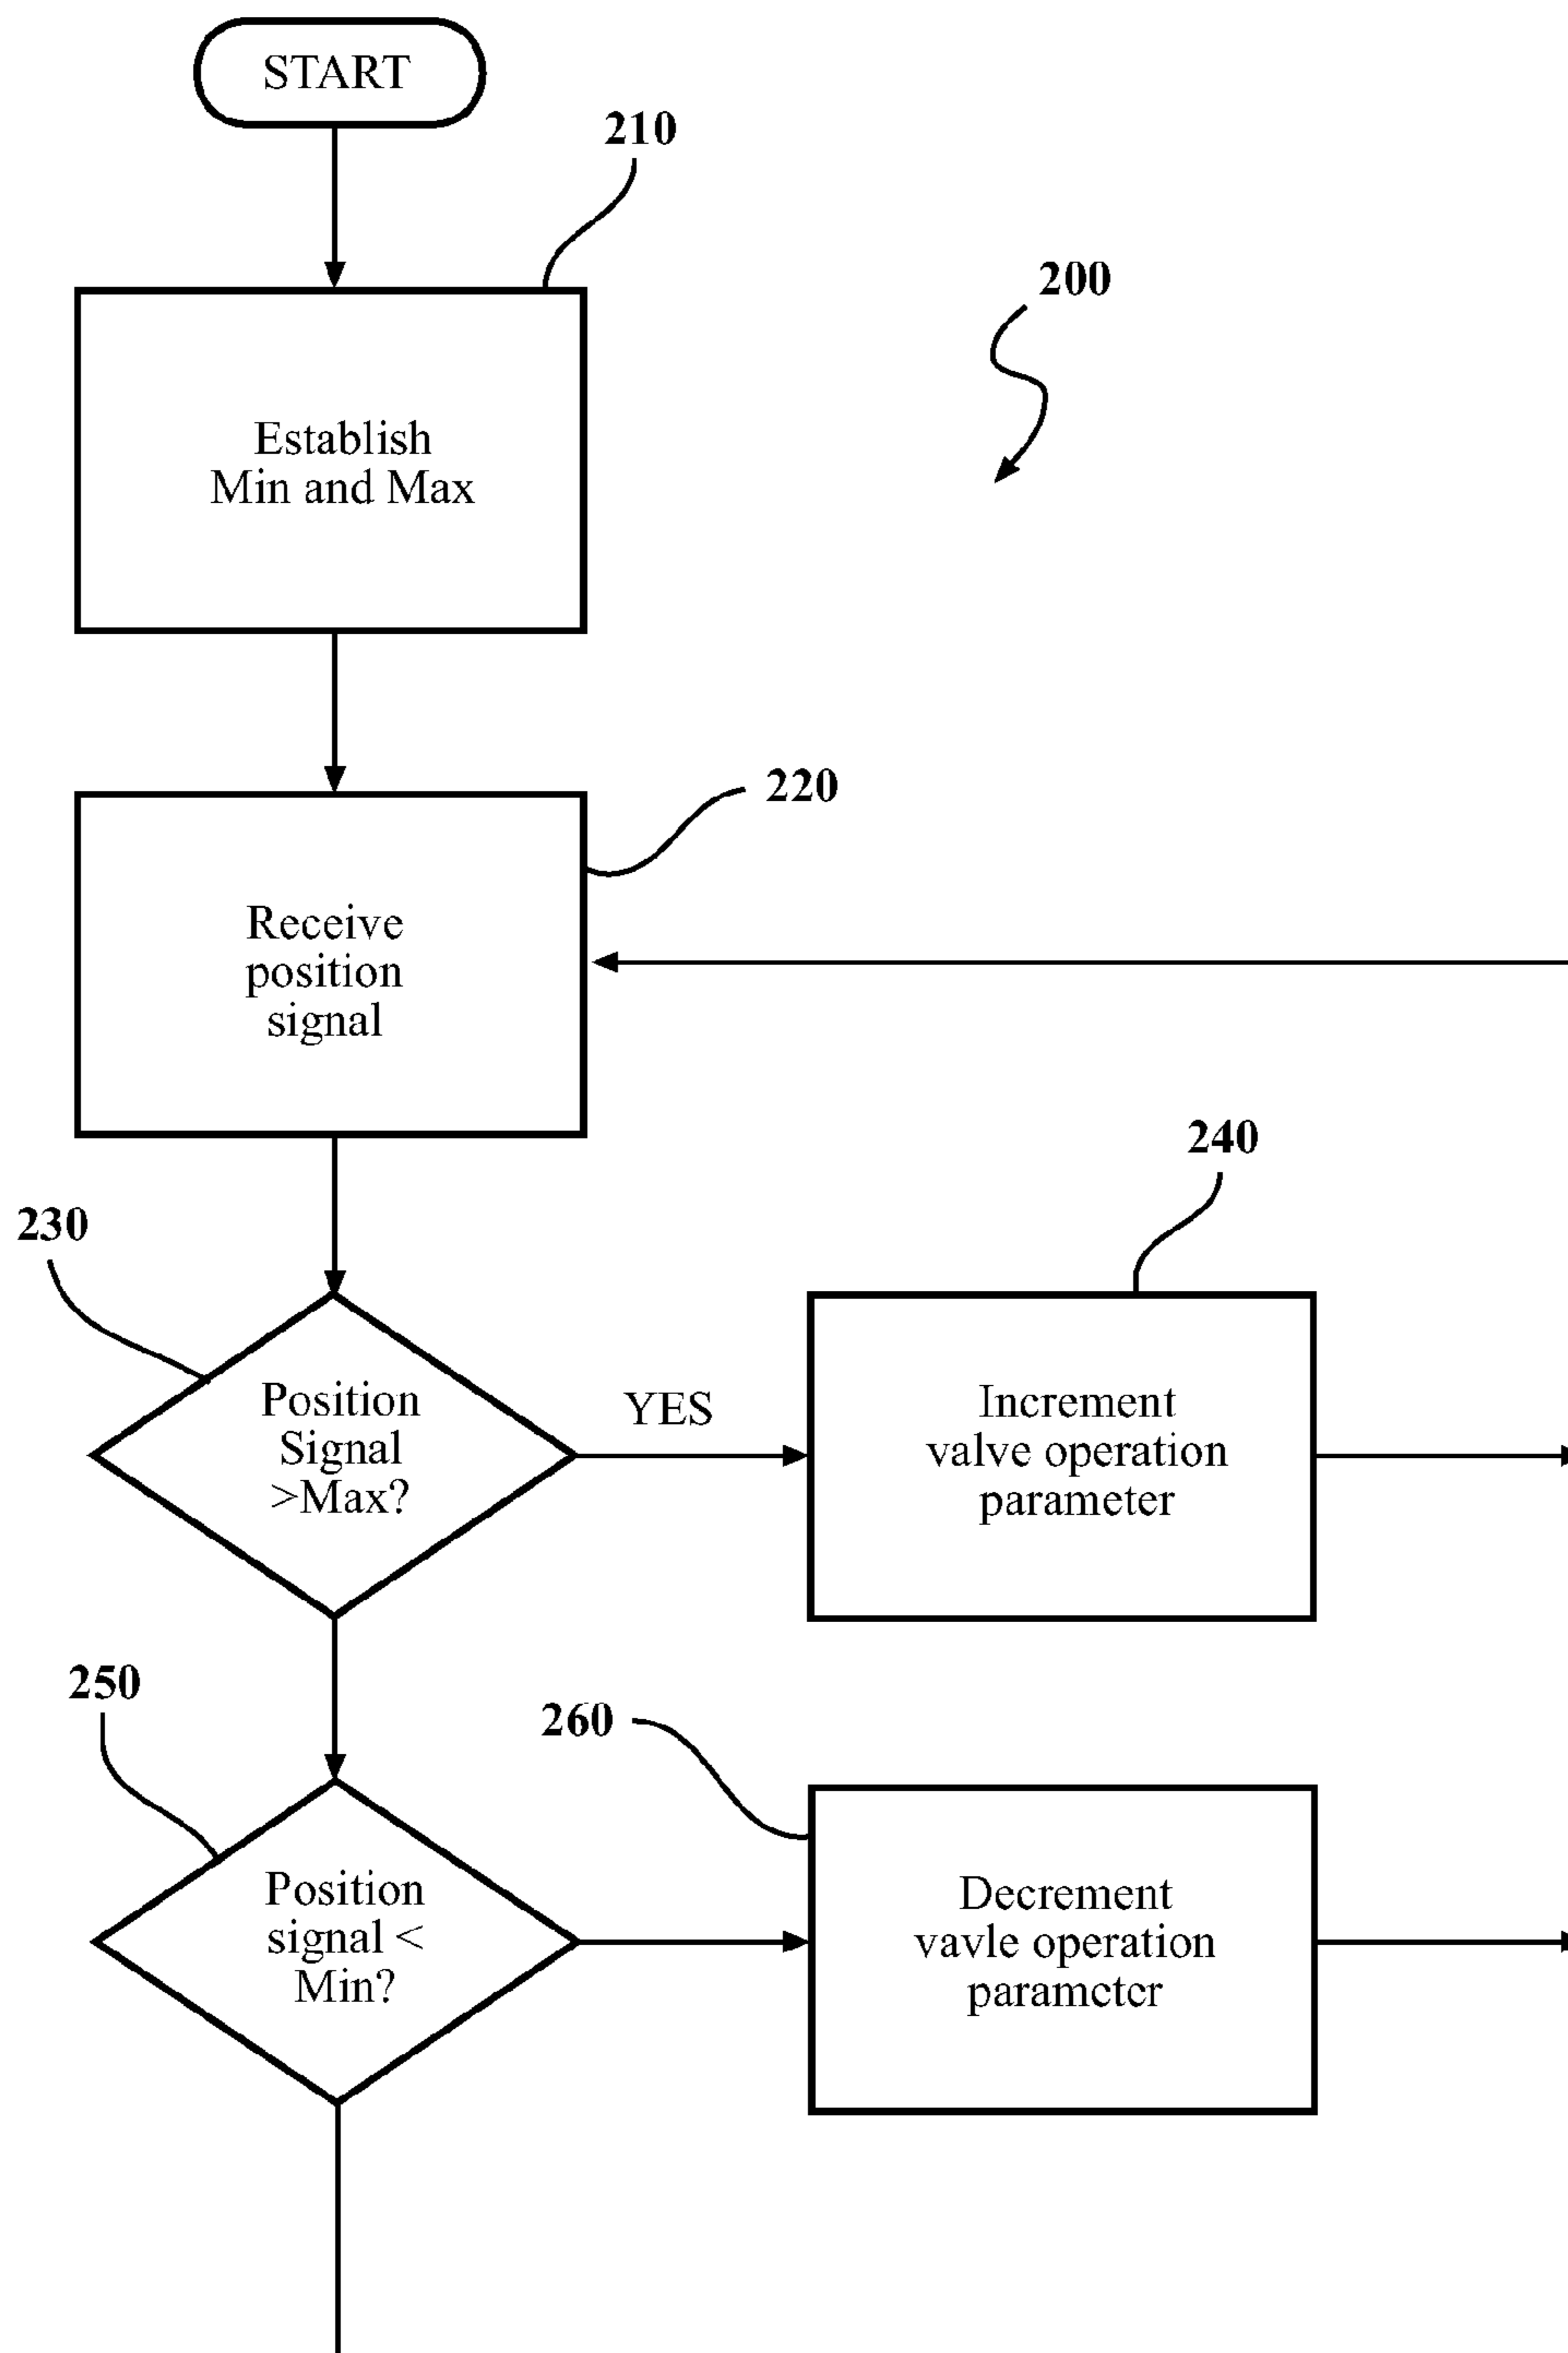 START
210
200
Establish
Min and Max
220
Receive
position
signal
240
230
Position
Signal
>Max?
YES
Increment
valve operation
parameter
250
260
Position
signal <
Min?
Decrement
vavle operation
parameter